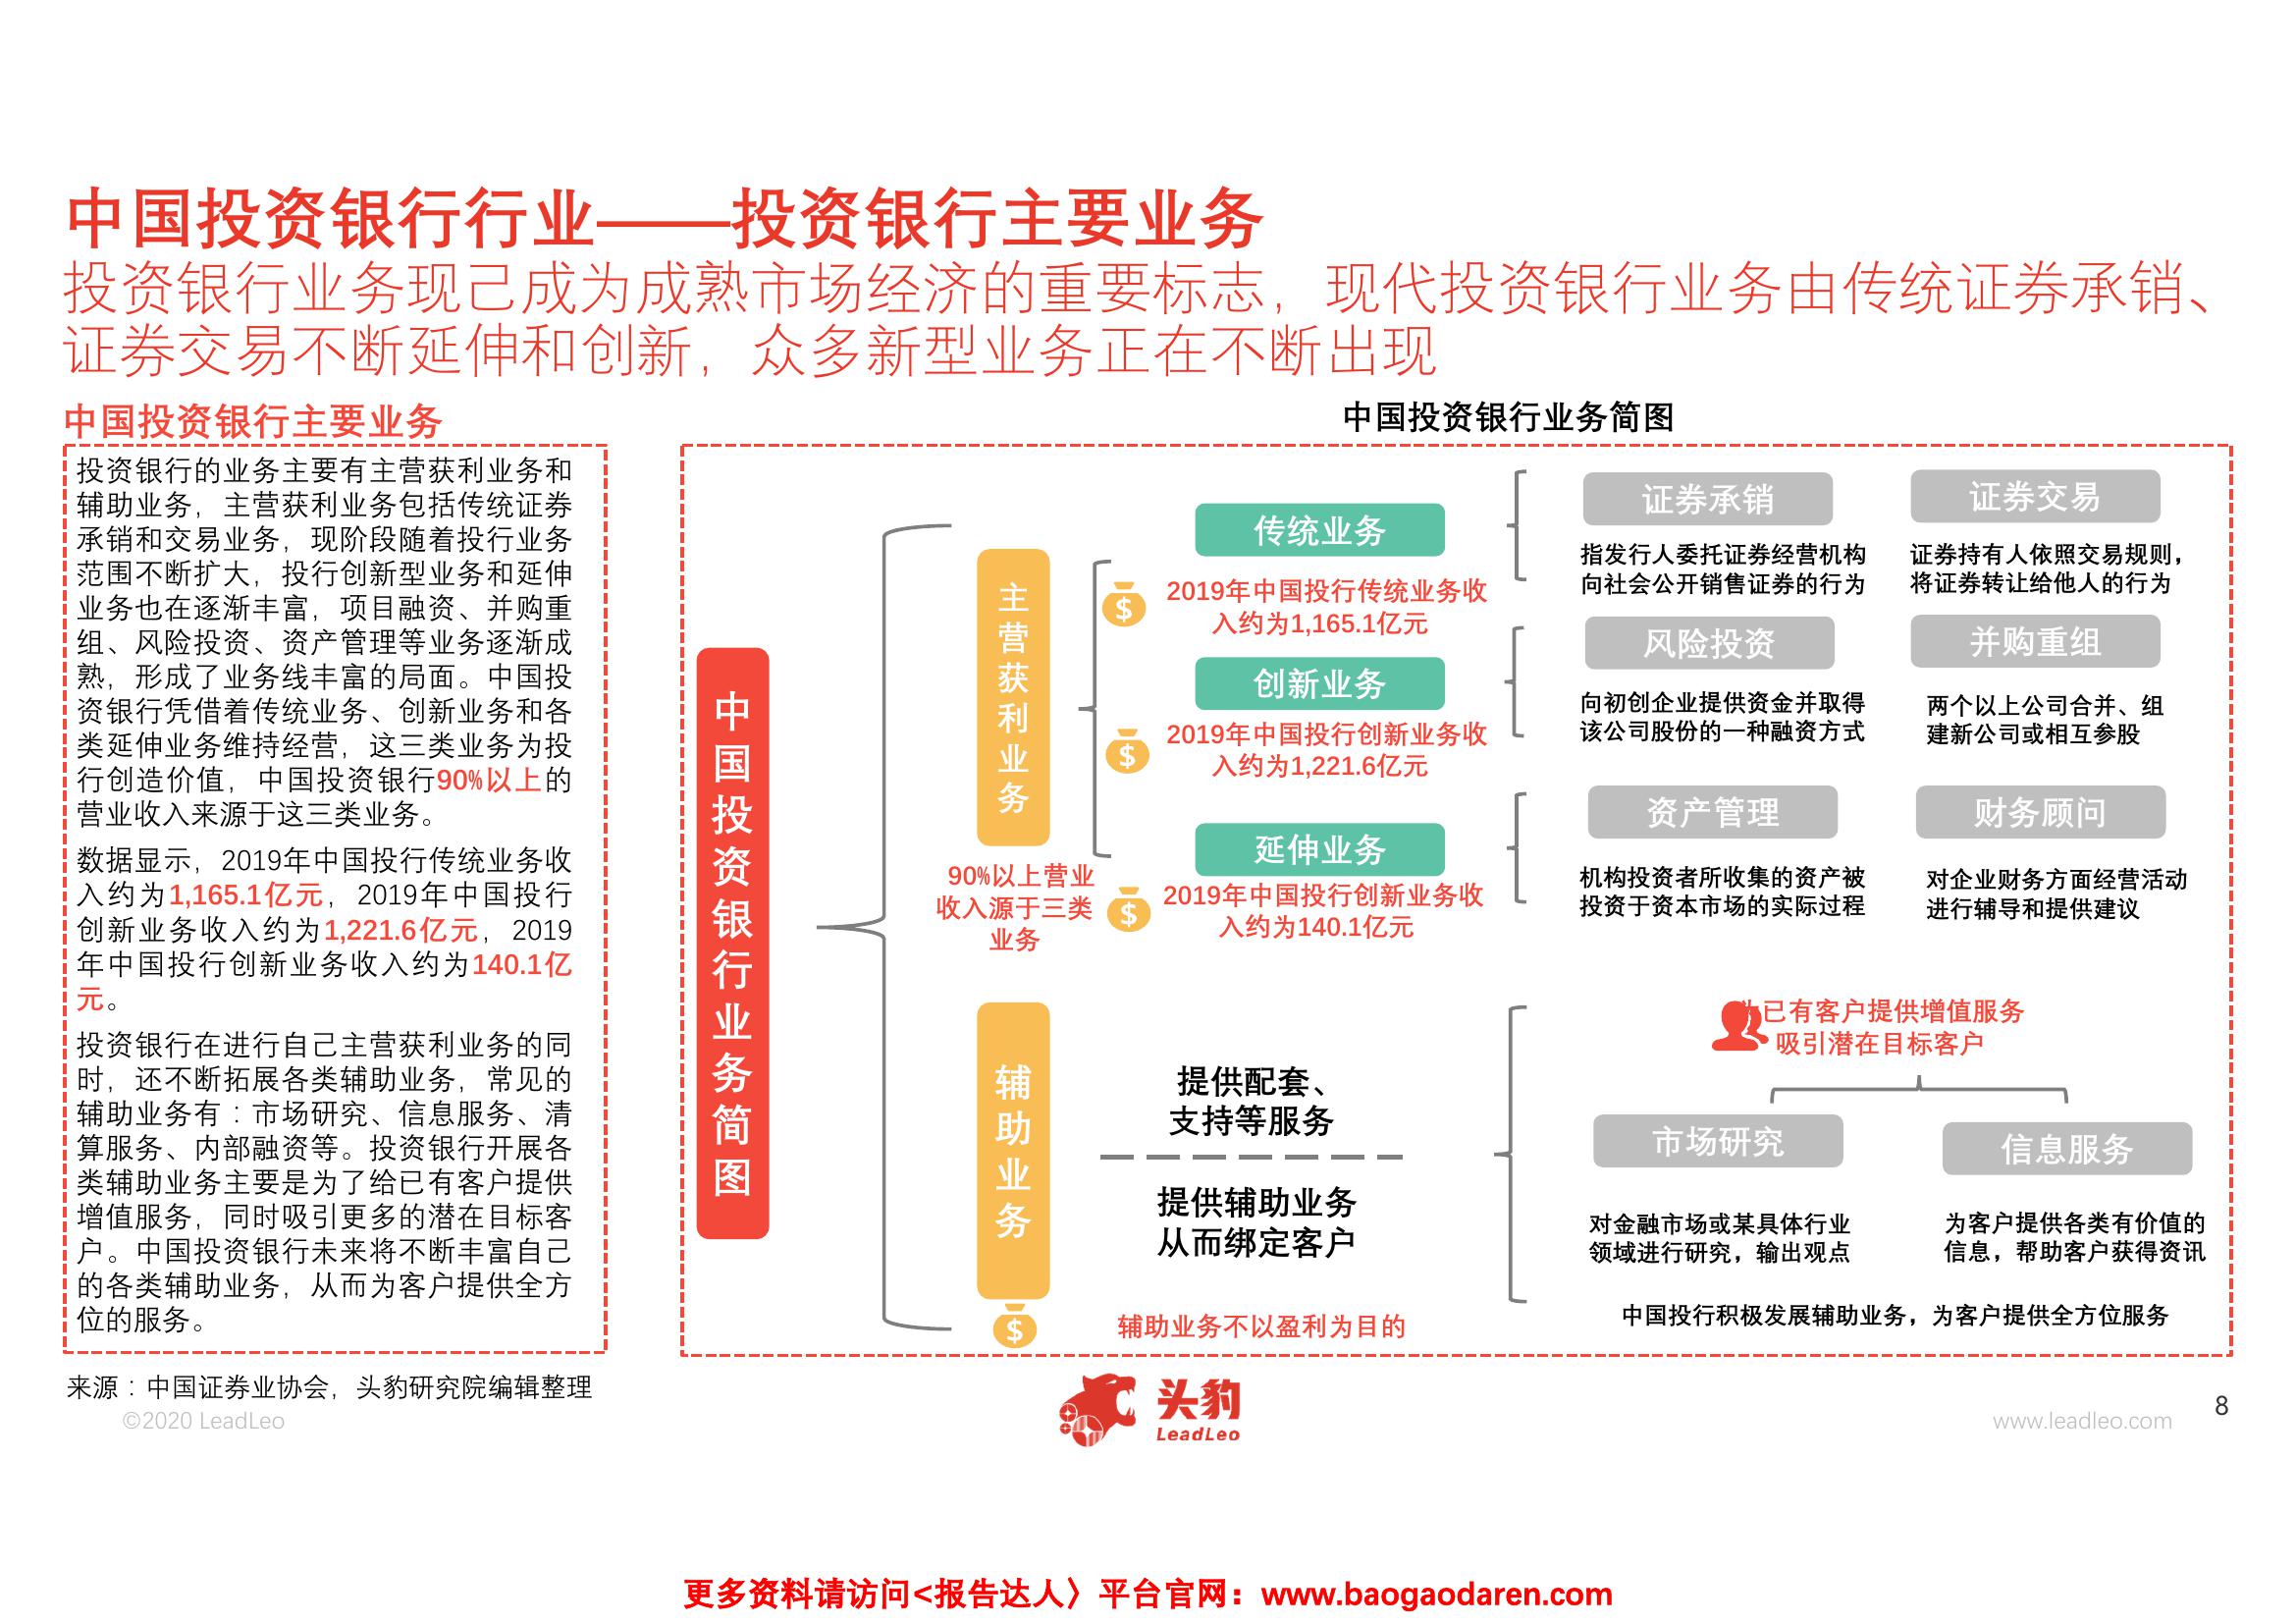 中国投资银行行业——投资银行主要业务
投资银行业务现已成为成熟市场经济的重要标志，现代投资银行业务由传统证券承销、
证券交易不断延伸和创新，众多新型业务正在不断出现
中国投资银行主要业务
投资银行的业务主要有主营获利业务和
辅助业务，主营获利业务包括传统证券
承销和交易业务，现阶段随着投行业务
范围不断扩大，投行创新型业务和延伸
业务也在逐渐丰富，项目融资、并购重
组、风险投资、资产管理等业务逐渐成
熟，形成了业务线丰富的局面。中国投
资银行凭借着传统业务、创新业务和各
类延伸业务维持经营，这三类业务为投
行创造价值，中国投资银行90%以上的
营业收入来源于这三类业务。
数据显示，2019年中国投行传统业务收
入约为1,165.1亿元，2019年中国投行
创新业务收入约为1,221.6亿元，2019
年中国投行创新业务收入约为140.1亿
元。
投资银行在进行自己主营获利业务的同
时，还不断拓展各类辅助业务，常见的
辅助业务有：市场研究、信息服务、清
算服务、内部融资等。投资银行开展各
类辅助业务主要是为了给已有客户提供
增值服务，同时吸引更多的潜在目标客
户。中国投资银行未来将不断丰富自己
的各类辅助业务，从而为客户提供全方
位的服务。
中国投资银行业务简图
中国投资银行业务简图
主营获利业务
90%以上营业
收入源于三类
业务
传统业务
2019年中国投行传统业务收
入约为1,165.1亿元
创新业务
2019年中国投行创新业务收
入约为1,221.6亿元
延伸业务
2019年中国投行创新业务收
入约为140.1亿元
证券承销
指发行人委托证券经营机构
向社会公开销售证券的行为
证券交易
证券持有人依照交易规则，
将证券转让给他人的行为
风险投资
向初创企业提供资金并取得
该公司股份的一种融资方式
并购重组
两个以上公司合并、组
建新公司或相互参股
资产管理
机构投资者所收集的资产被
投资于资本市场的实际过程
财务顾问
对企业财务方面经营活动
进行辅导和提供建议
辅助业务
提供配套、
支持等服务
提供辅助业务
从而绑定客户
辅助业务不以盈利为目的
已有客户提供增值服务
吸引潜在目标客户
市场研究
对金融市场或某具体行业
领域进行研究，输出观点
信息服务
为客户提供各类有价值的
信息，帮助客户获得资讯
中国投行积极发展辅助业务，为客户提供全方位服务
来源：中国证券业协会，头豹研究院编辑整理
©2020 LeadLeo
头豹
LeadLeo
www.leadleo.com
8
更多资料请访问<报告达人〉平台官网：www.baogaodaren.com